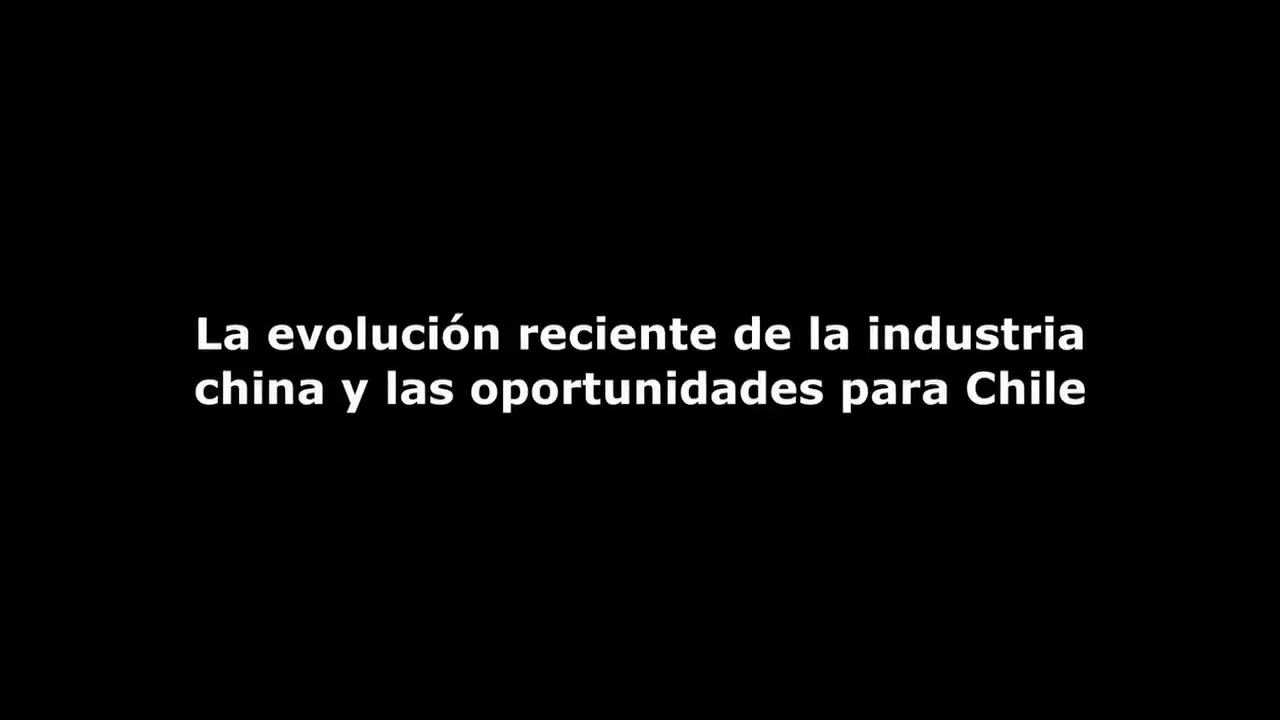 La evolución reciente de la industria
china y las oportunidades para Chile